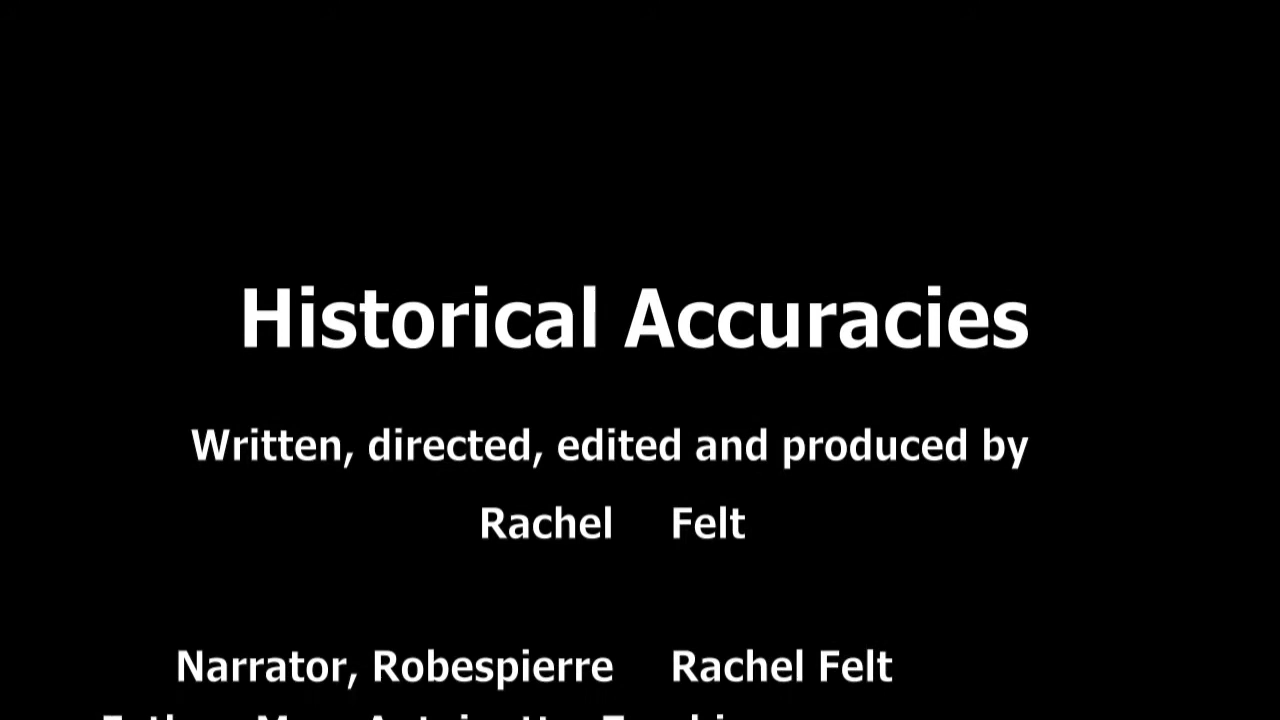 Historical Accuracies
Written, directed, edited and produced by
Rachel Felt
Narrator, Robespierre Rachel Felt